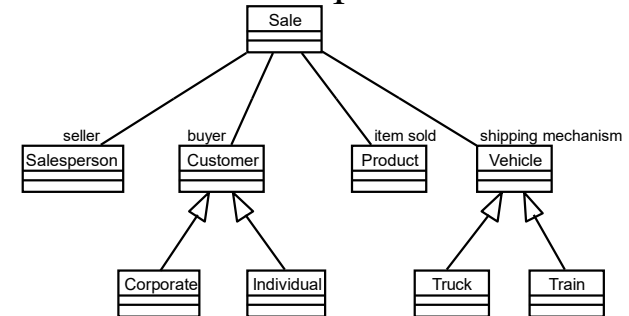 Sale
seller
buyer
item sold
shipping mechanism
Salesperson
Customer
Product
Vehicle
Corporate
Individual
Truck
Train